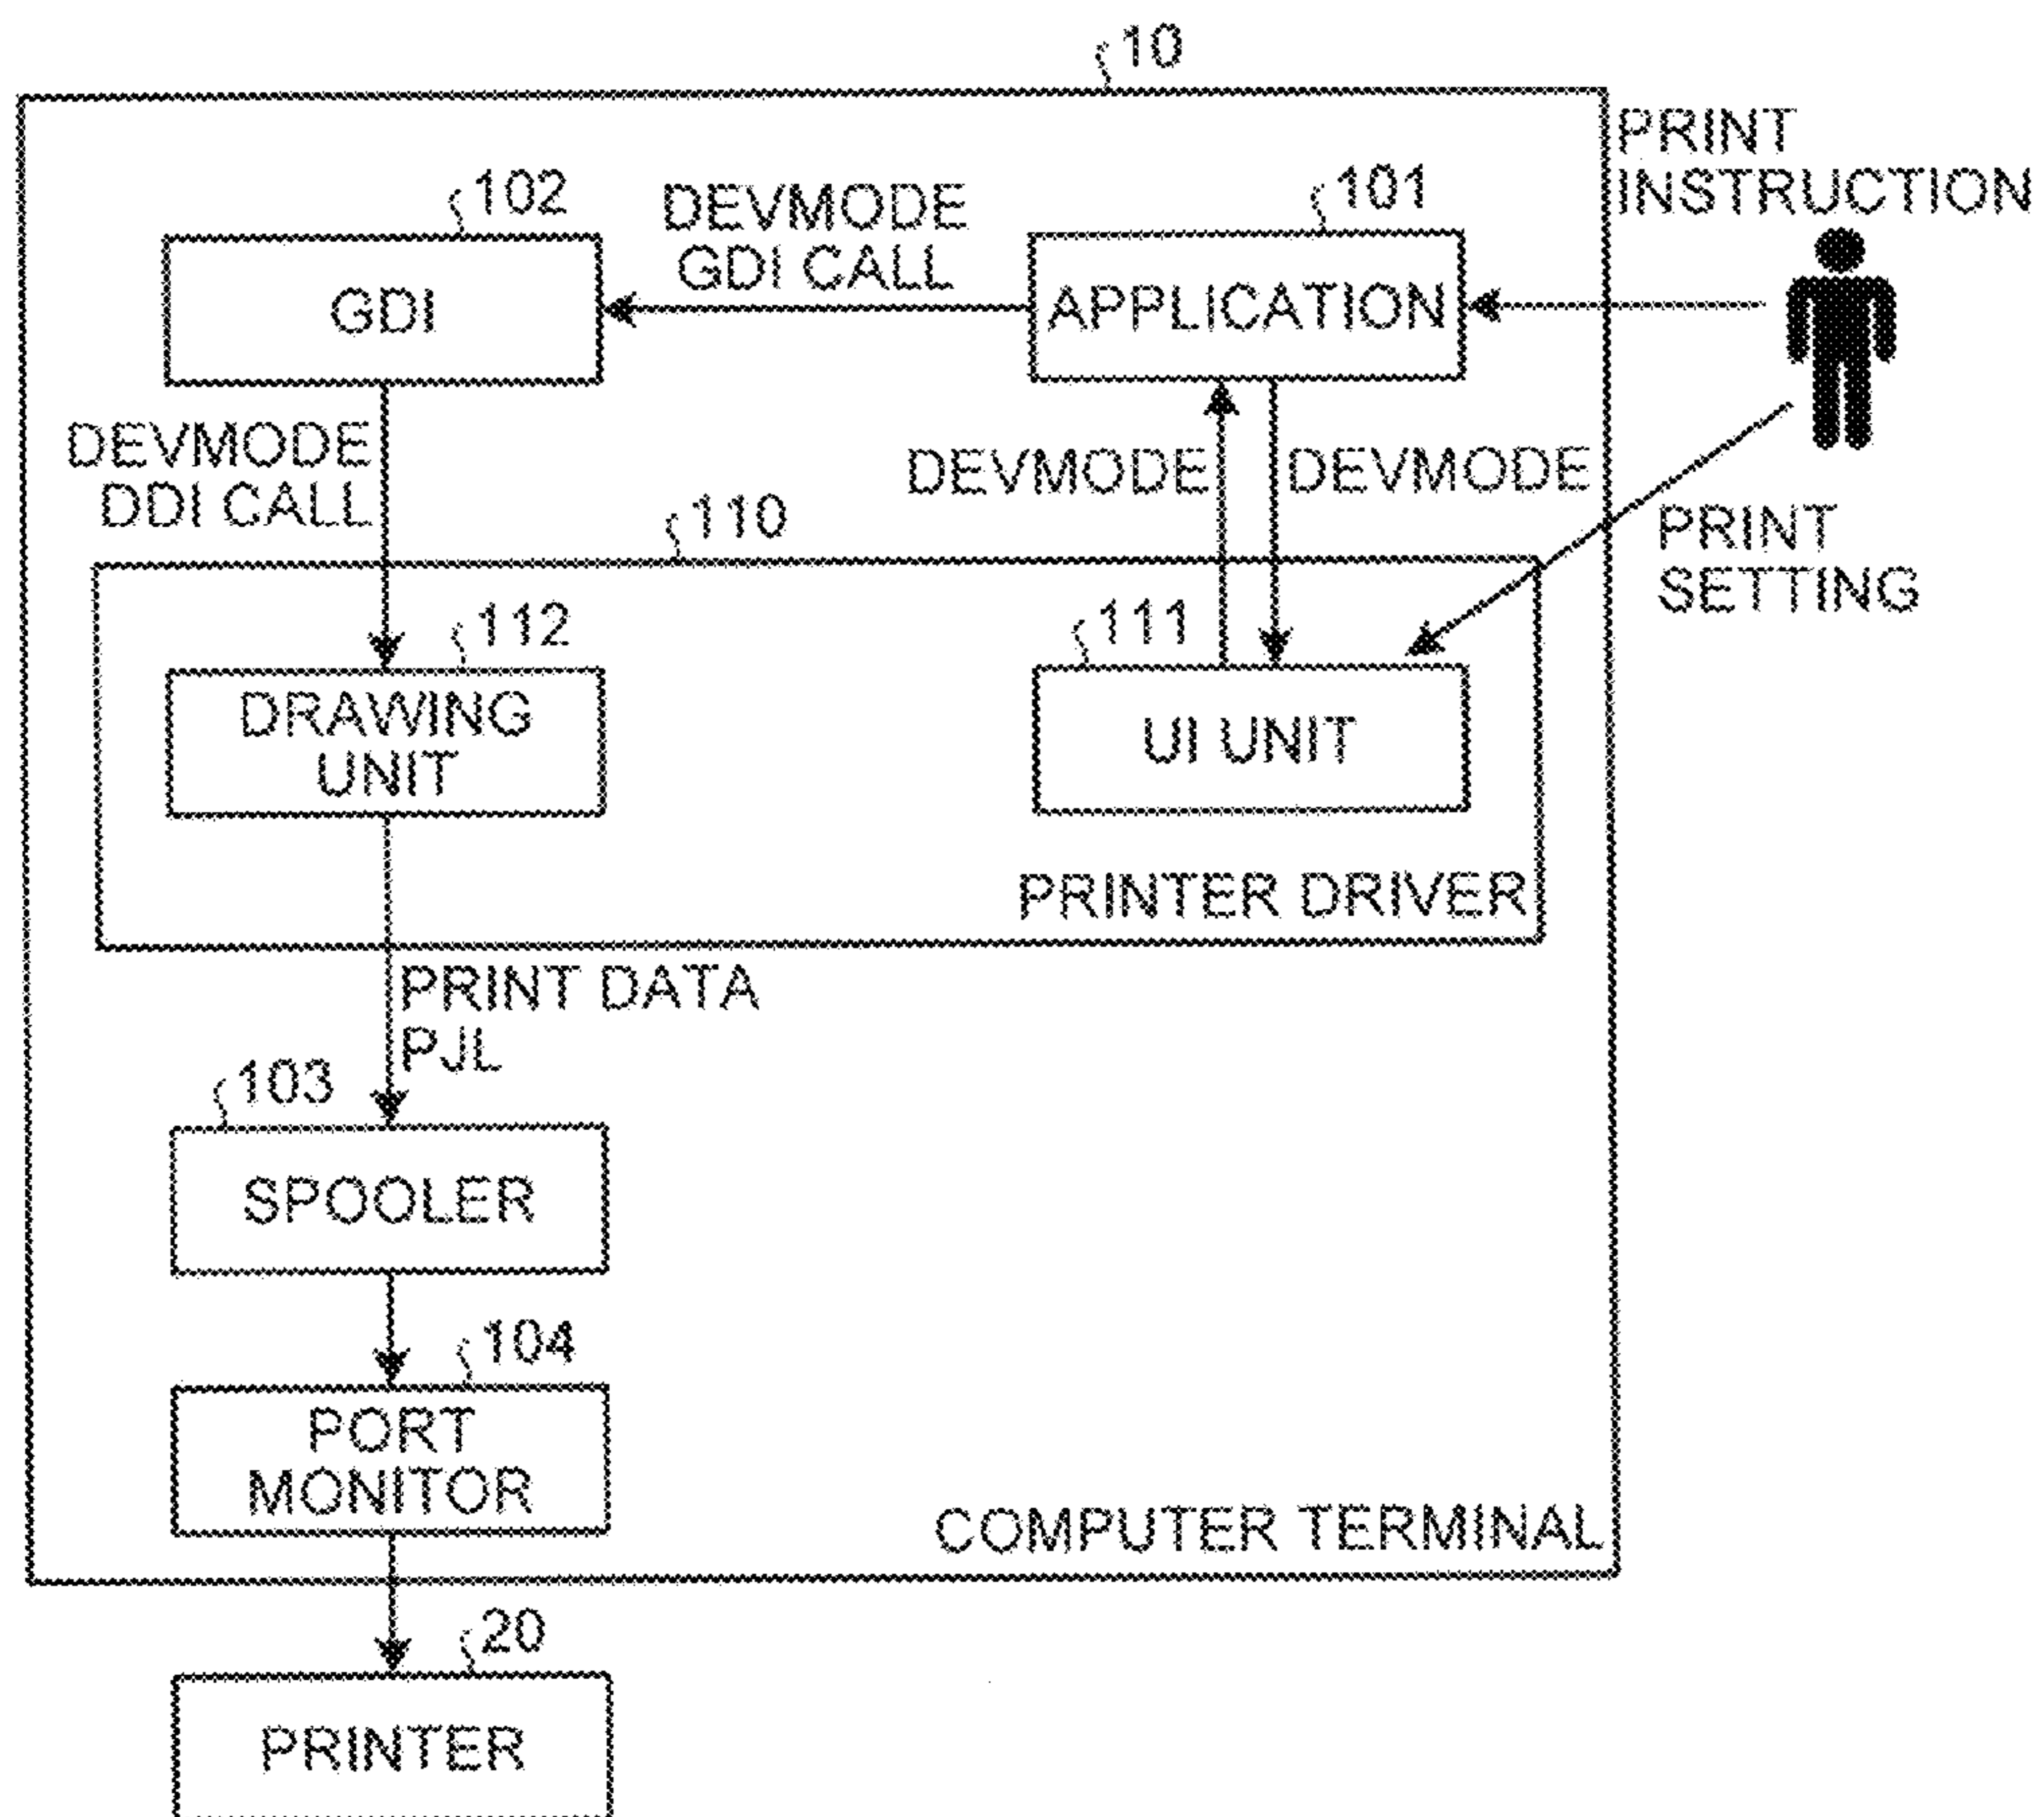 10
PRINT
INSTRUCTION
102
DEVMODE
GDI CALL
101
GDI
APPLICATION
DEVMODE
DDI CALL
DEVMODE
DEVMODE
PRINT
SETTING
110
112
111
DRAWING
UNIT
UI UNIT
PRINTER DRIVER
PRINT DATA
PJL
103
SPOOLER
104
PORT
MONITOR
COMPUTER TERMINAL
20
PRINTER